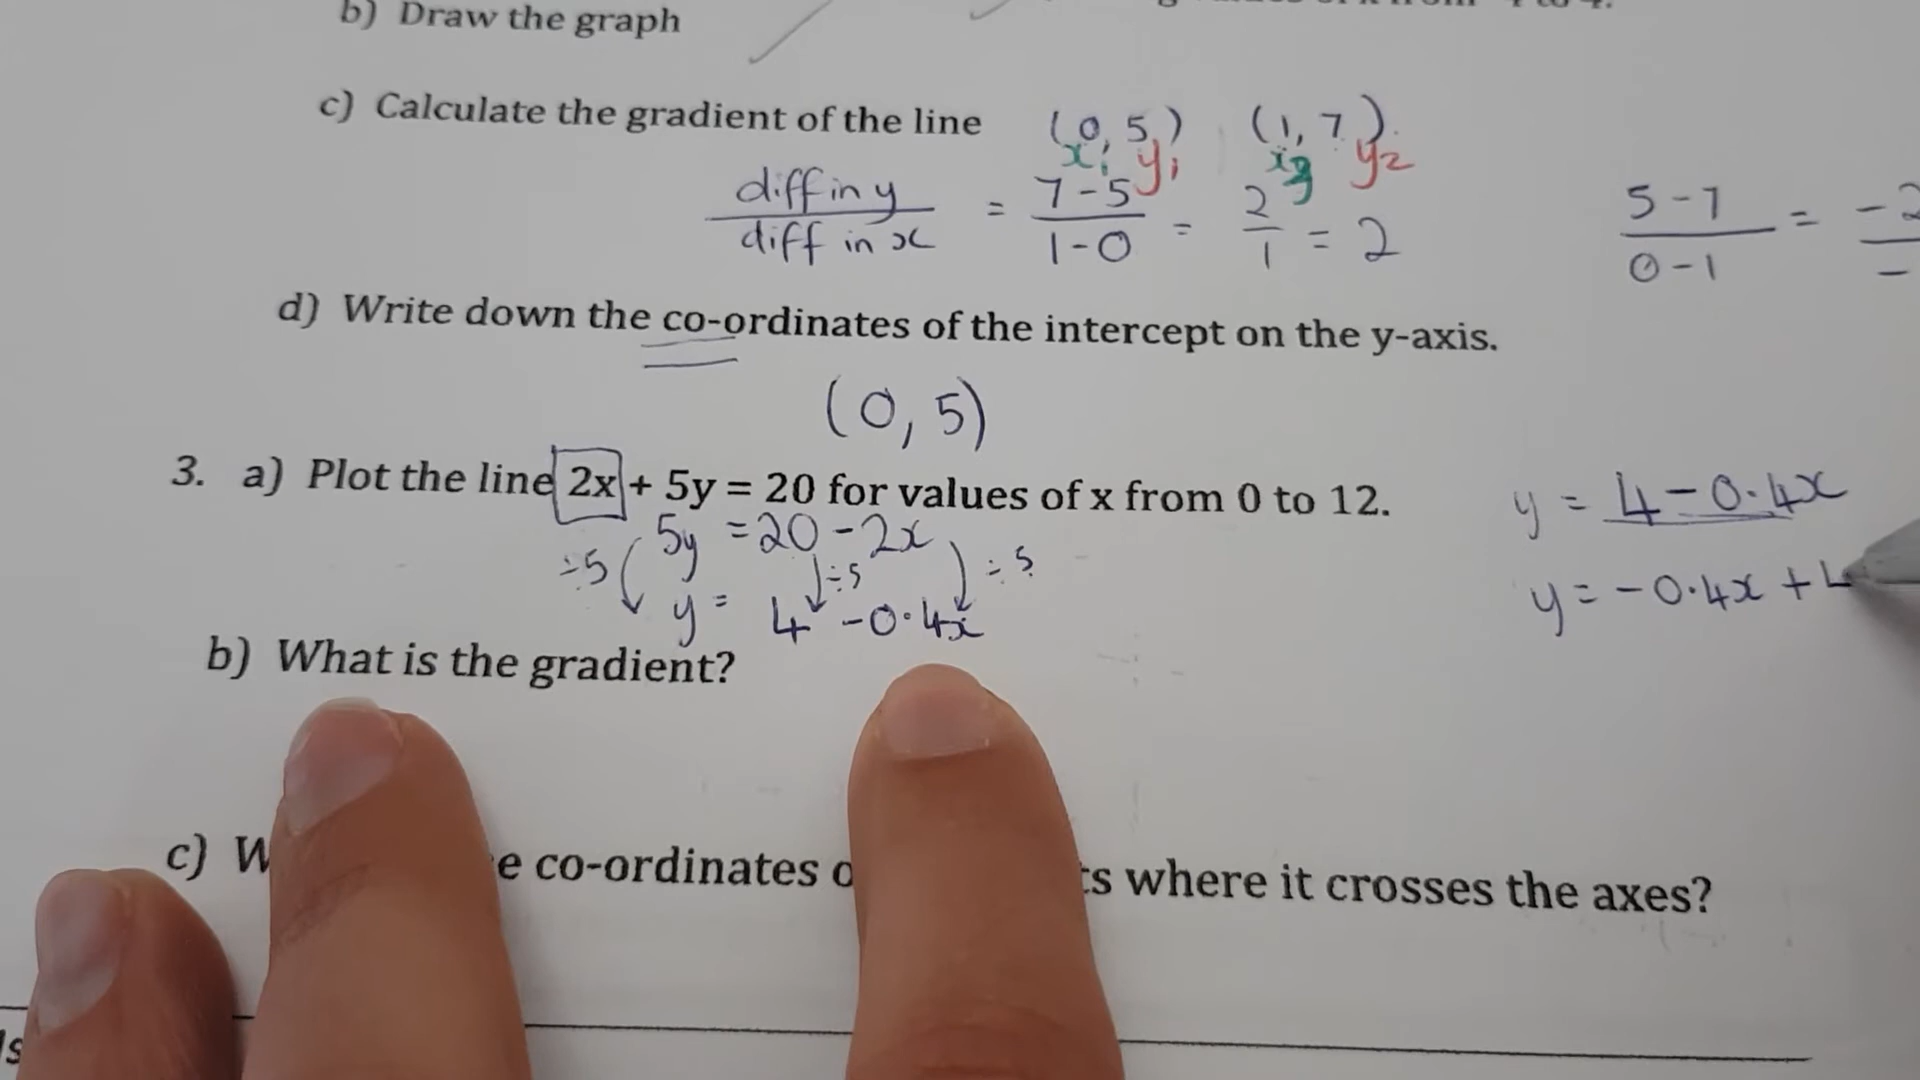 b) Draw the graph
c) Calculate the gradient of the line (0, 5) (1, 7)
x₁ y₁ x₂ y₂
diff in y / diff in x = 7-5 / 1-0 = 2/1 = 2
5-7 / 0-1 = -2
d) Write down the co-ordinates of the intercept on the y-axis.
(0, 5)
3. a) Plot the line 2x + 5y = 20 for values of x from 0 to 12.
5y = 20 - 2x
÷5 ÷5 ÷5
y = 4 - 0.4x
y = 4 - 0.4x
y = -0.4x + 4
b) What is the gradient?
c) e co-ordinates where it crosses the axes?